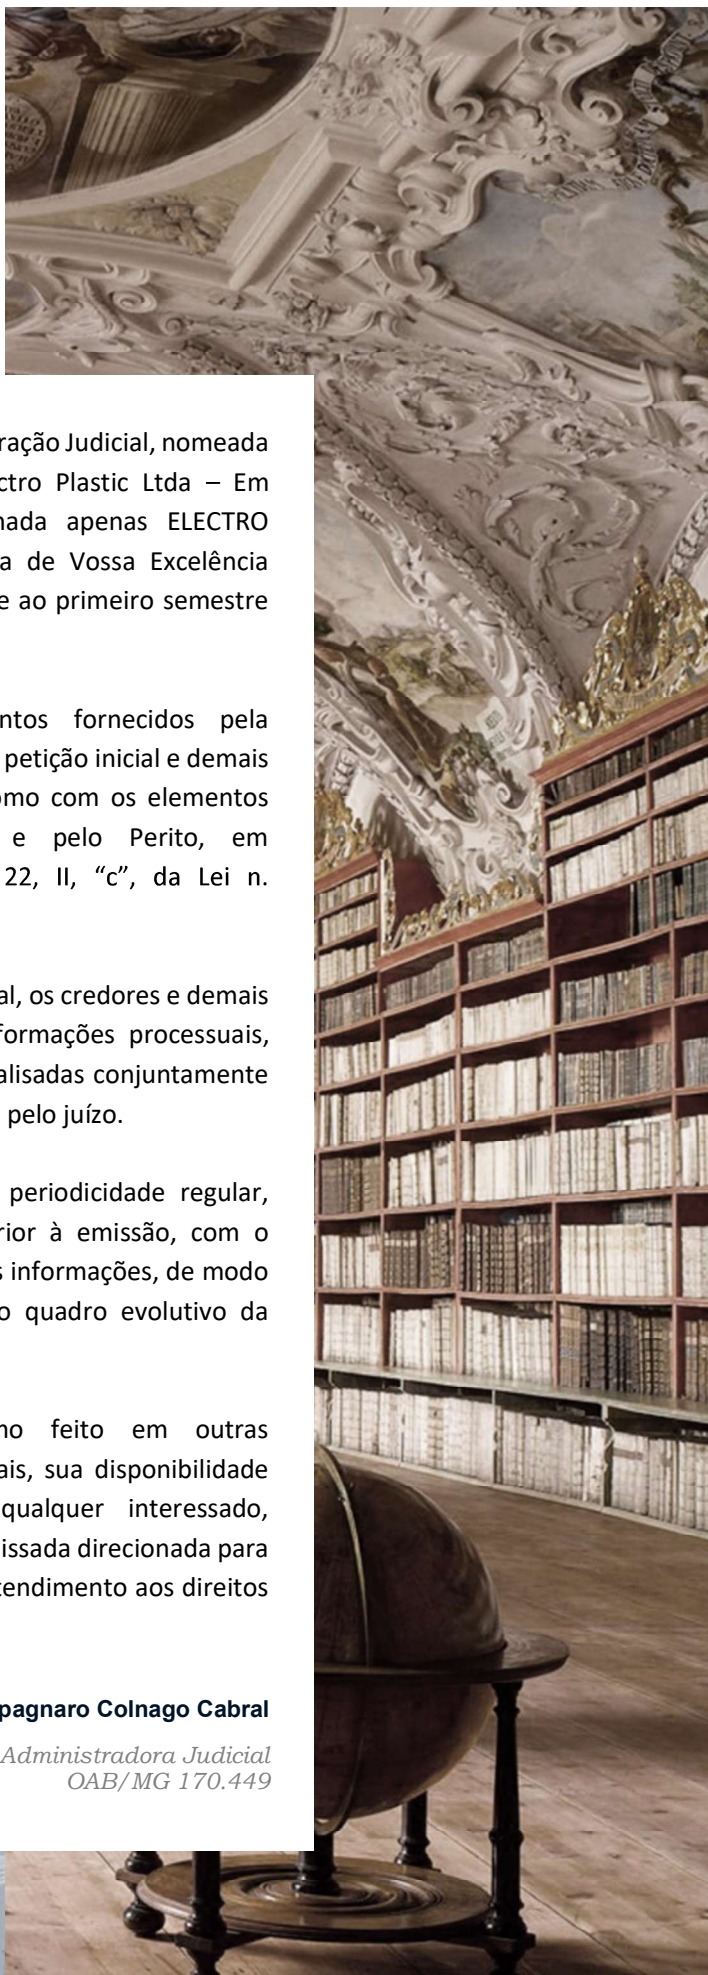 ração Judicial, nomeada
ctro Plastic Ltda – Em
nada apenas ELECTRO
a de Vossa Excelência
e ao primeiro semestre
ntos fornecidos pela
petição inicial e demais
omo com os elementos
e pelo Perito, em
22, II, “c”, da Lei n.
al, os credores e demais
formações processuais,
alisadas conjuntamente
pelo juízo.
periodicidade regular,
rior à emissão, com o
s informações, de modo
o quadro evolutivo da
no feito em outras
ais, sua disponibilidade
qualquer interessado,
issada direcionada para
tendimento aos direitos
pagnaro Colnago Cabral
Administradora Judicial
OAB/MG 170.449